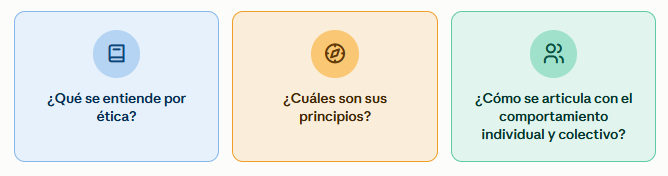 ¿Qué se entiende por
ética?
¿Cuáles son sus
principios?
¿Cómo se articula con el
comportamiento
individual y colectivo?